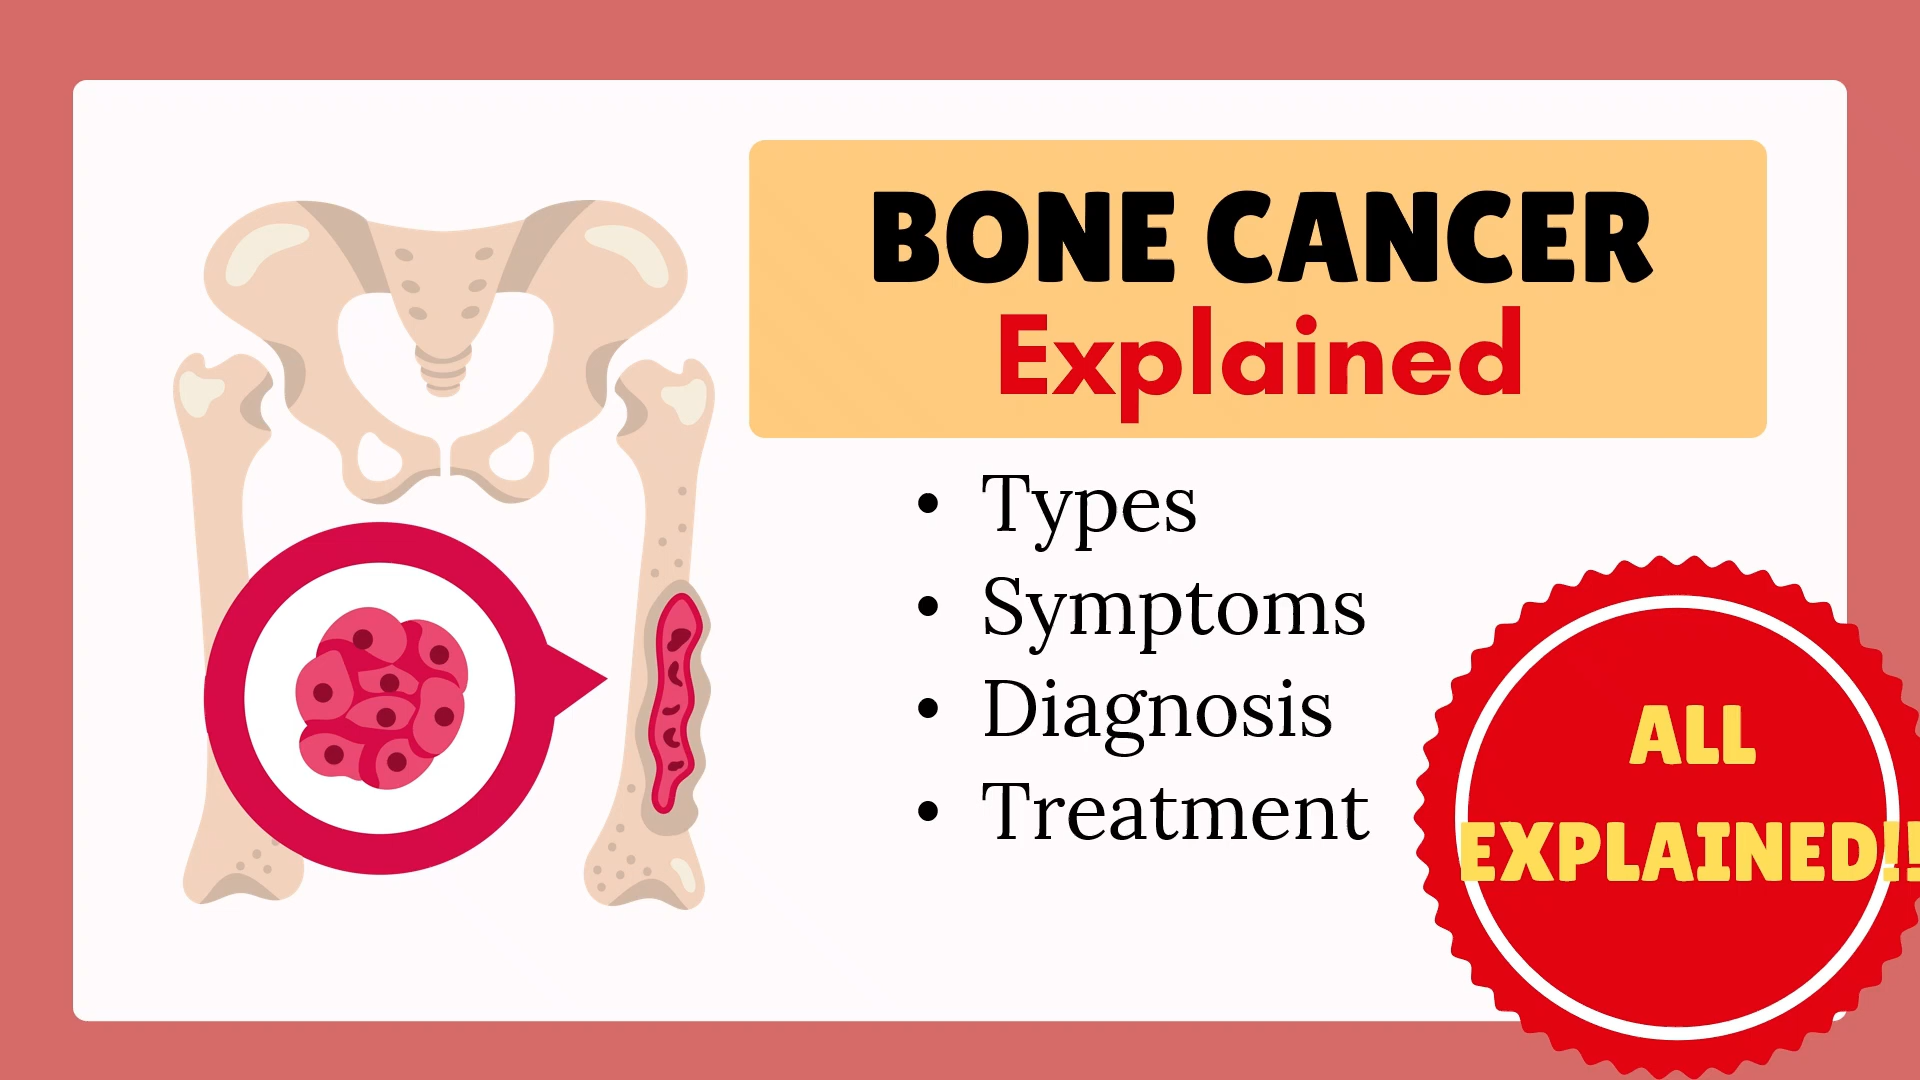 BONE CANCER
Explained
• Types
• Symptoms
• Diagnosis
• Treatment
ALL
EXPLAINED!!